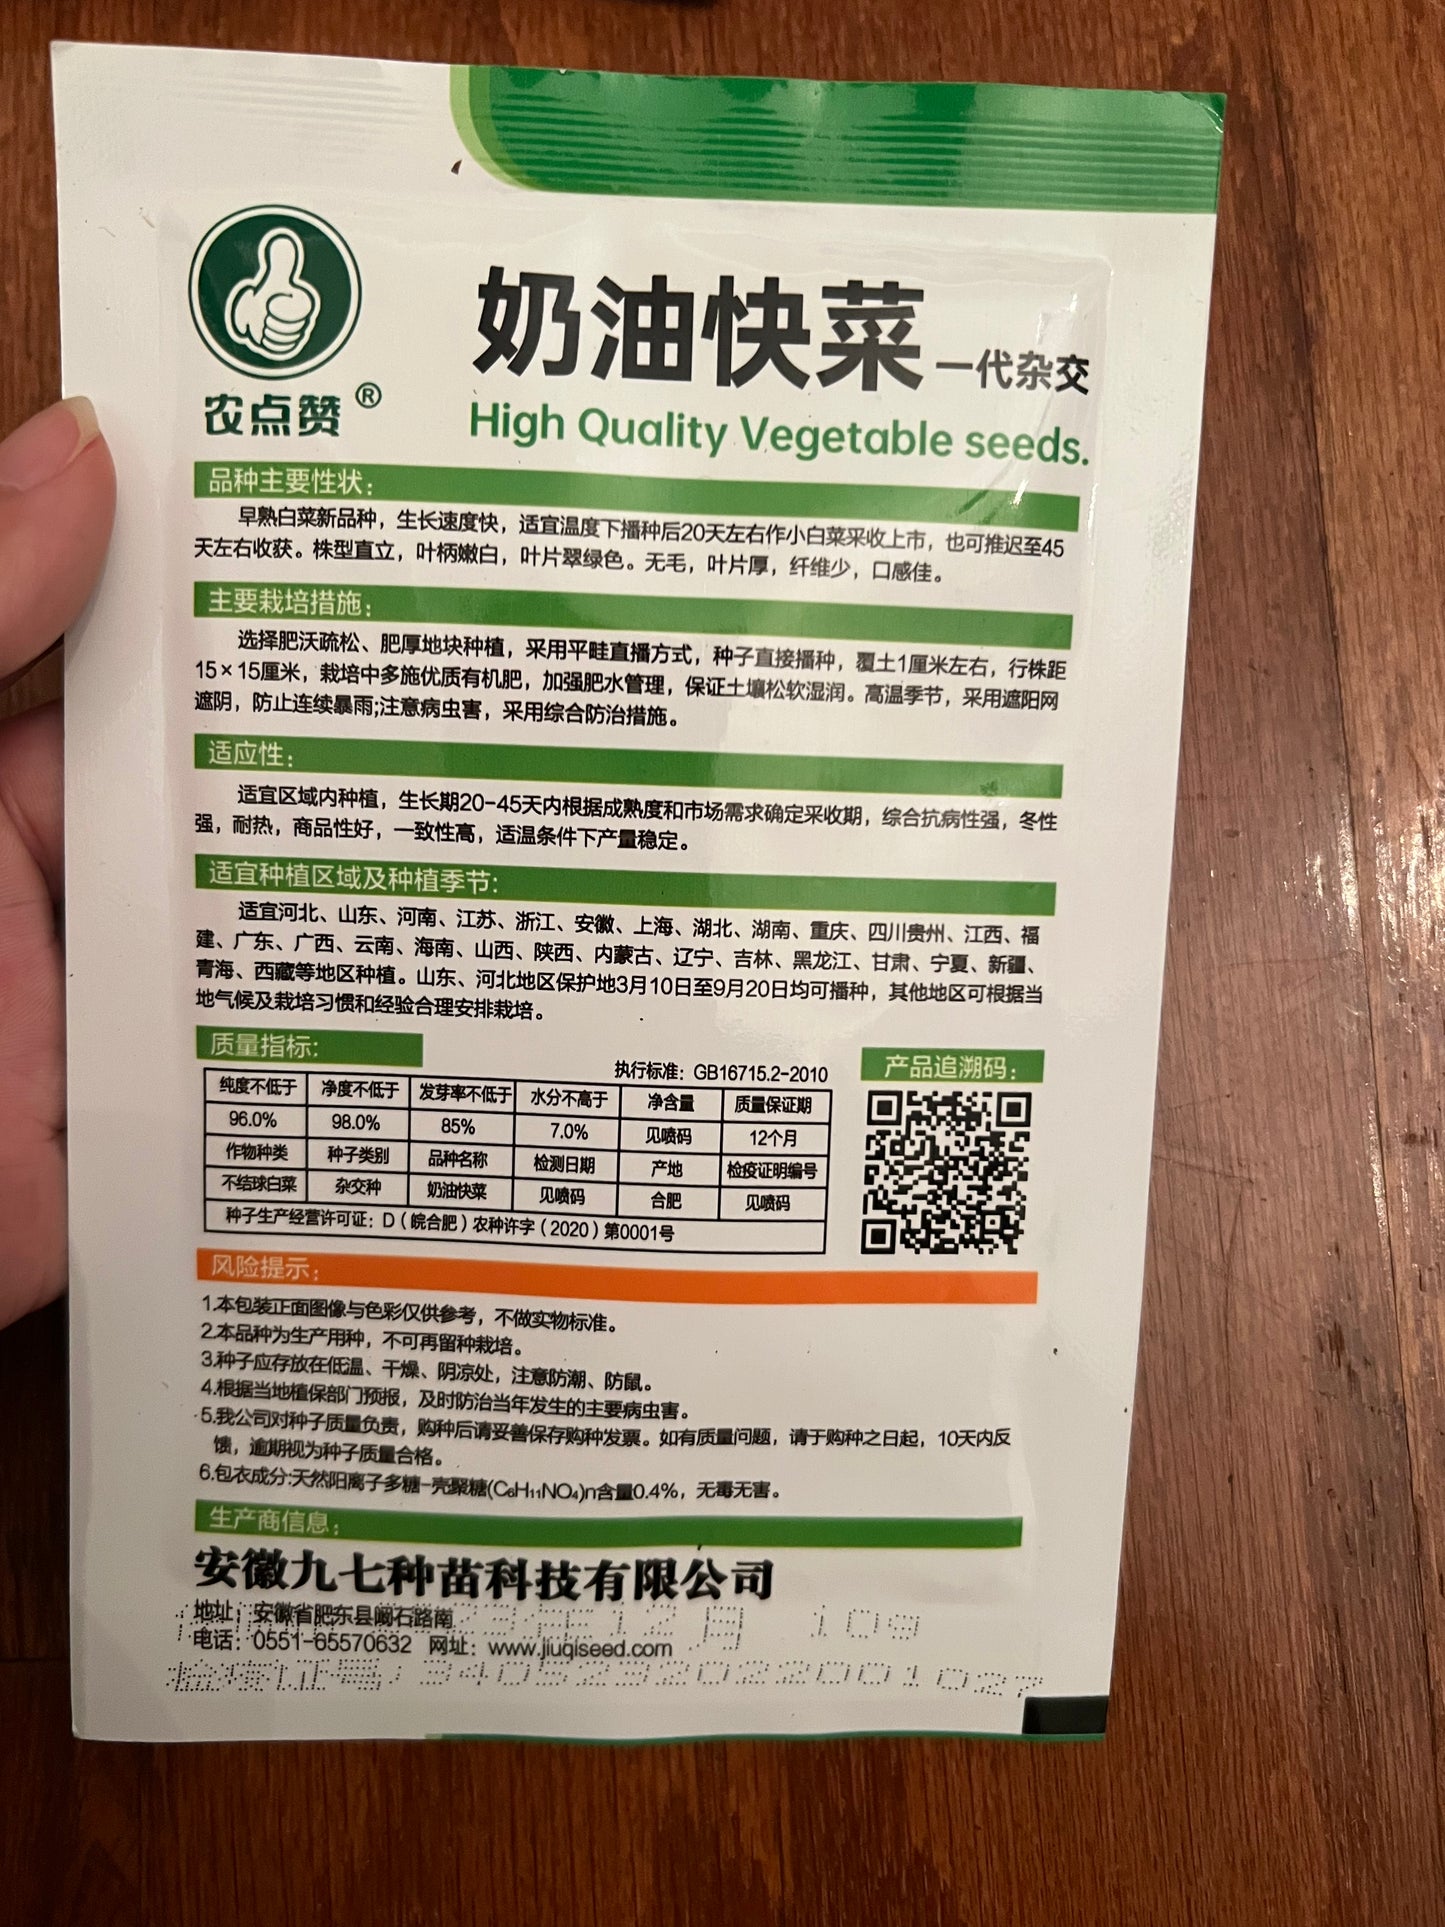 农点赞®
奶油快菜一代杂交
High Quality Vegetable seeds.
品种主要性状：
早熟白菜新品种，生长速度快，适宜温度下播种后20天左右作小白菜采收上市，也可推迟至45
天左右收获。株型直立，叶柄嫩白，叶片翠绿色。无毛，叶片厚，纤维少，口感佳。
主要栽培措施：
选择肥沃疏松、肥厚地块种植，采用平畦直播方式，种子直接播种，覆土1厘米左右，行株距
15×15厘米，栽培中多施优质有机肥，加强肥水管理，保证土壤松软湿润。高温季节，采用遮阳网
遮阴，防止连续暴雨;注意病虫害，采用综合防治措施。
适应性：
适宜区域内种植，生长期20-45天内根据成熟度和市场需求确定采收期，综合抗病性强，冬性
强，耐热，商品性好，一致性高，适温条件下产量稳定。
适宜种植区域及种植季节：
适宜河北、山东、河南、江苏、浙江、安徽、上海、湖北、湖南、重庆、四川贵州、江西、福
建、广东、广西、云南、海南、山西、陕西、内蒙古、辽宁、吉林、黑龙江、甘肃、宁夏、新疆、
青海、西藏等地区种植。山东、河北地区保护地3月10日至9月20日均可播种，其他地区可根据当
地气候及栽培习惯和经验合理安排栽培。
质量指标：
执行标准：GB16715.2-2010
产品追溯码：
纯度不低于 净度不低于 发芽率不低于 水分不高于 净含量 质量保证期
96.0% 98.0% 85% 7.0% 见喷码 12个月
作物种类 种子类别 品种名称 检测日期 产地 检疫证明编号
不结球白菜 杂交种 奶油快菜 见喷码 合肥 见喷码
种子生产经营许可证：D（皖合肥）农种许字（2020）第0001号
风险提示：
1.本包装正面图像与色彩仅供参考，不做实物标准。
2.本品种为生产用种，不可再留种栽培。
3.种子应存放在低温、干燥、阴凉处，注意防潮、防鼠。
4.根据当地植保部门预报，及时防治当年发生的主要病虫害。
5.我公司对种子质量负责，购种后请妥善保存购种发票。如有质量问题，请于购种之日起，10天内反
馈，逾期视为种子质量合格。
6.包衣成分:天然阳离子多糖-壳聚糖(C₆H₁₁NO₄)n含量0.4%，无毒无害。
生产商信息：
安徽九七种苗科技有限公司
地址：安徽省肥东县阚石路南
23年12月 10g
电话：0551-65570632 网址：www.jiuqiseed.com
检疫证号：3405232022001027